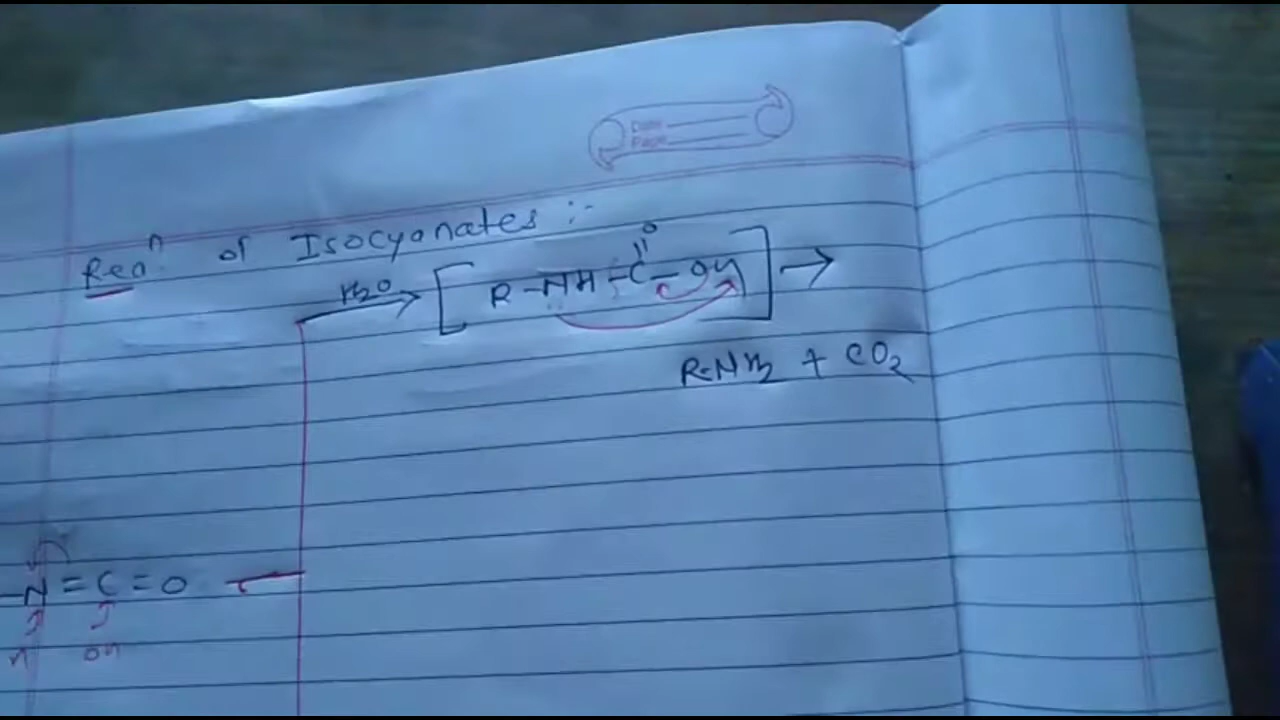 Date
Page
Reaⁿ of Isocyanates :-
H₂O → [ R-NH-C(=O)-OH ] →
R-NH₂ + CO₂
-N=C=O
H OH